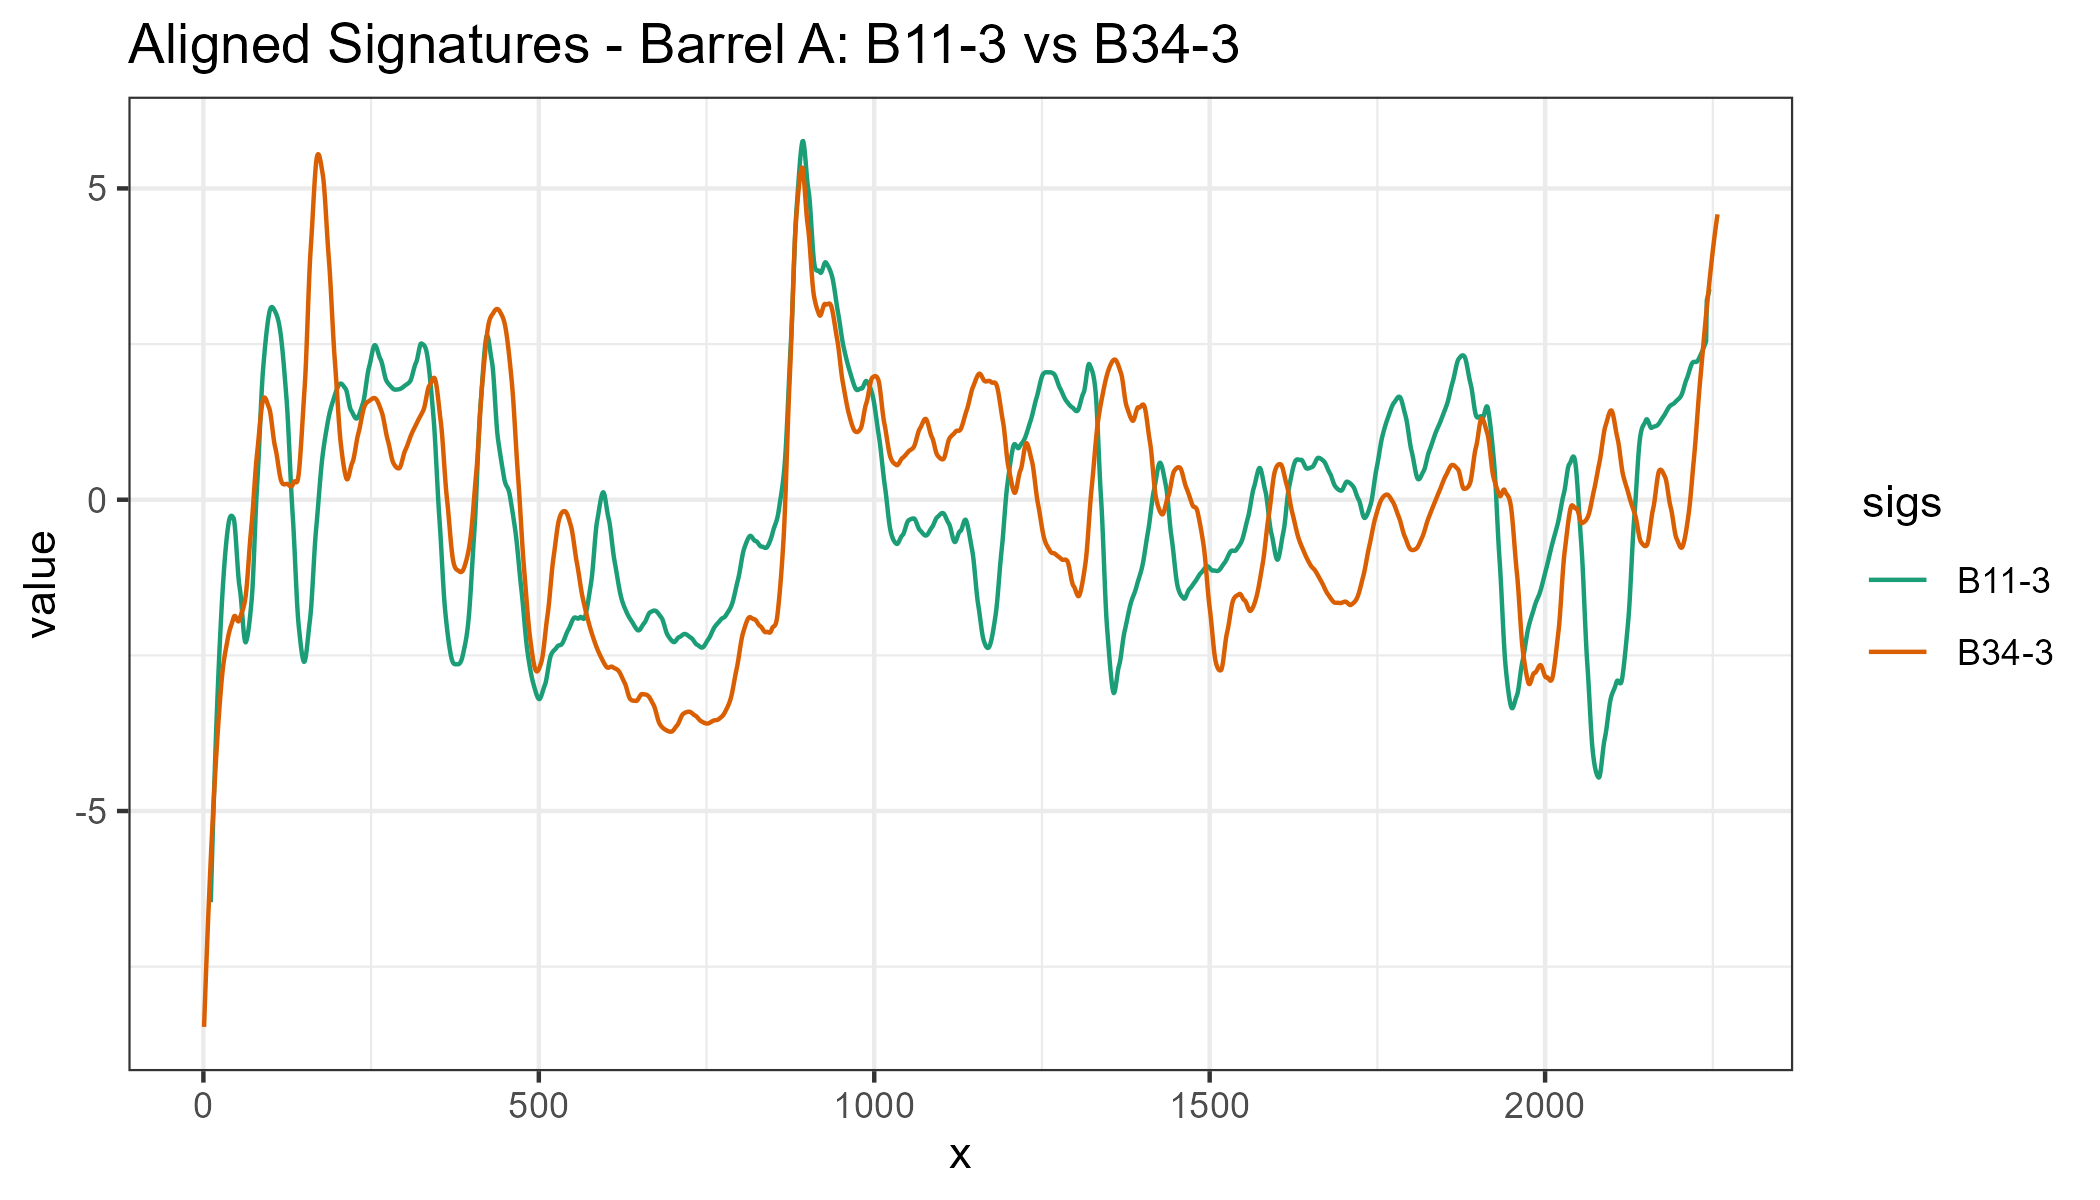 Aligned Signatures - Barrel A: B11-3 vs B34-3
value
5
0
-5
0 500 1000 1500 2000
x
sigs
B11-3
B34-3